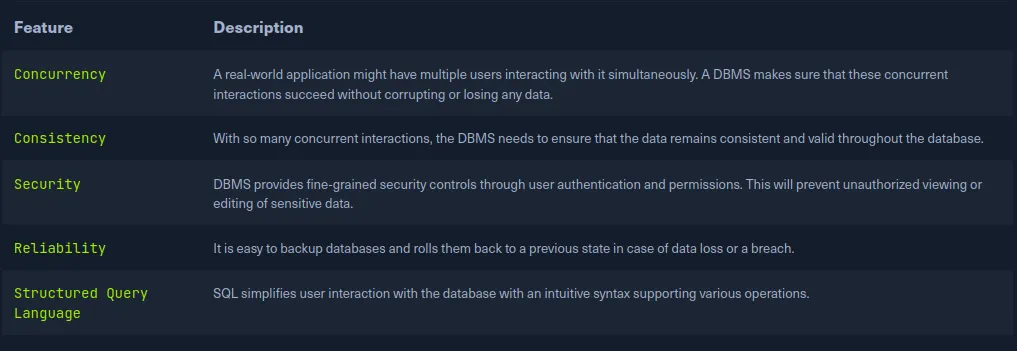 Feature Description
Concurrency A real-world application might have multiple users interacting with it simultaneously. A DBMS makes sure that these concurrent
interactions succeed without corrupting or losing any data.
Consistency With so many concurrent interactions, the DBMS needs to ensure that the data remains consistent and valid throughout the database.
Security DBMS provides fine-grained security controls through user authentication and permissions. This will prevent unauthorized viewing or
editing of sensitive data.
Reliability It is easy to backup databases and rolls them back to a previous state in case of data loss or a breach.
Structured Query SQL simplifies user interaction with the database with an intuitive syntax supporting various operations.
Language